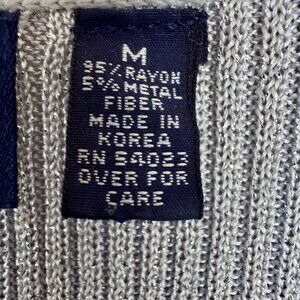 M
95% RAYON
5% METAL
FIBER
MADE IN
KOREA
RN 54023
OVER FOR
CARE